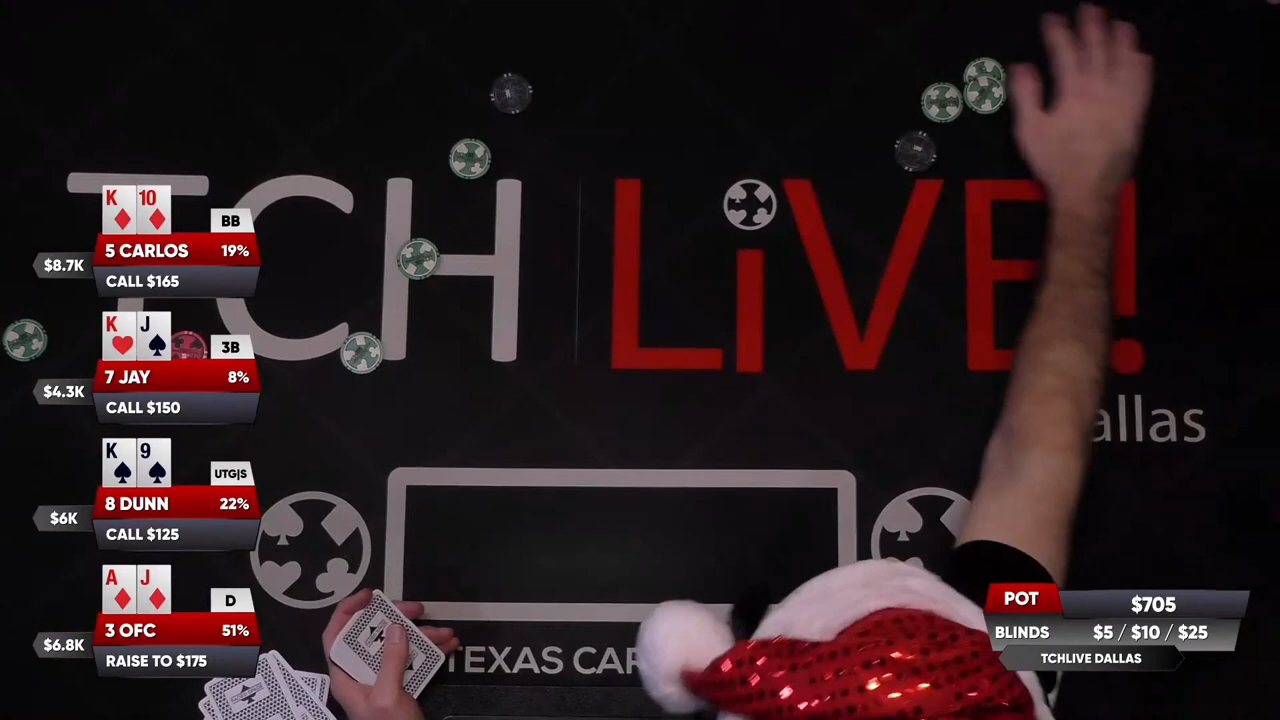 TCH LiVE!
Dallas
K 10
BB
5 CARLOS 19%
$8.7K
CALL $165
K J
3B
7 JAY 8%
$4.3K
CALL $150
K 9
UTG|S
8 DUNN 22%
$6K
CALL $125
A J
D
3 OFC 51%
$6.8K
RAISE TO $175
TEXAS CAR
POT $705
BLINDS $5 / $10 / $25
TCHLIVE DALLAS